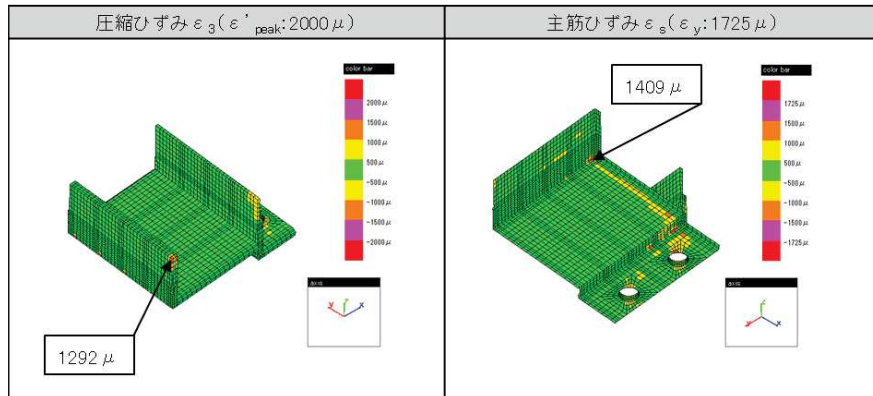 圧縮ひずみε₃(ε'peak:2000μ)
主筋ひずみεs(εy:1725μ)
color bar
2000μ
1500μ
1000μ
500μ
-500μ
-1000μ
-1500μ
-2000μ
axis
y
z
x
1292μ
1409μ
color bar
1725μ
1500μ
1000μ
500μ
-500μ
-1000μ
-1500μ
-1725μ
axis
z
y
x